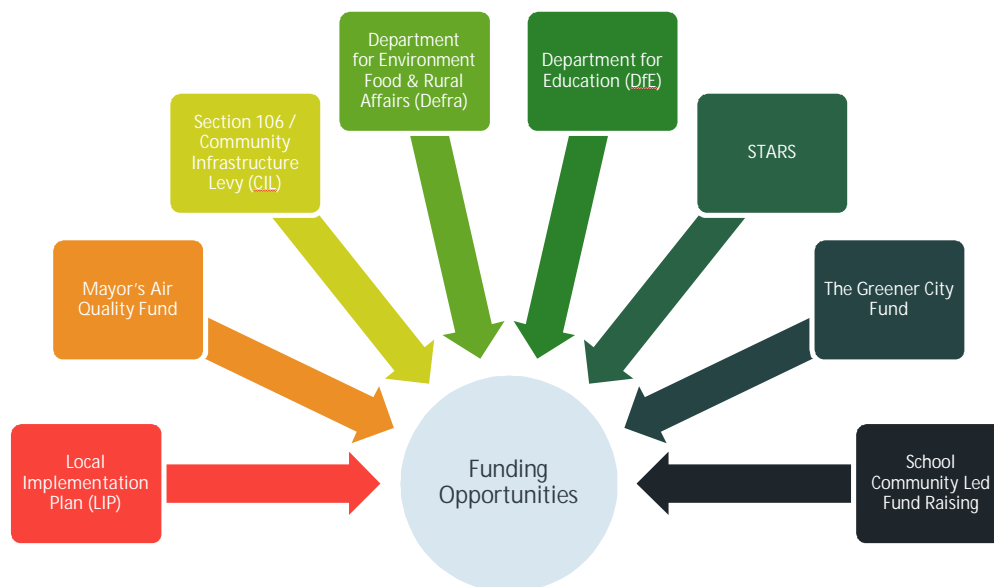 Local
Implementation
Plan (LIP)
Mayor's Air
Quality Fund
Section 106 /
Community
Infrastructure
Levy (CIL)
Department
for Environment
Food & Rural
Affairs (Defra)
Department for
Education (DfE)
STARS
The Greener City
Fund
School
Community Led
Fund Raising
Funding
Opportunities